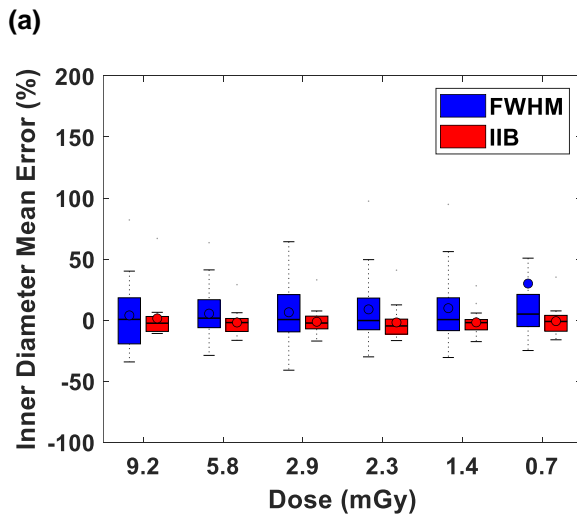 (a)
200
150
100
50
0
-50
-100
Inner Diameter Mean Error (%)
FWHM
IIB
9.2 5.8 2.9 2.3 1.4 0.7
Dose (mGy)